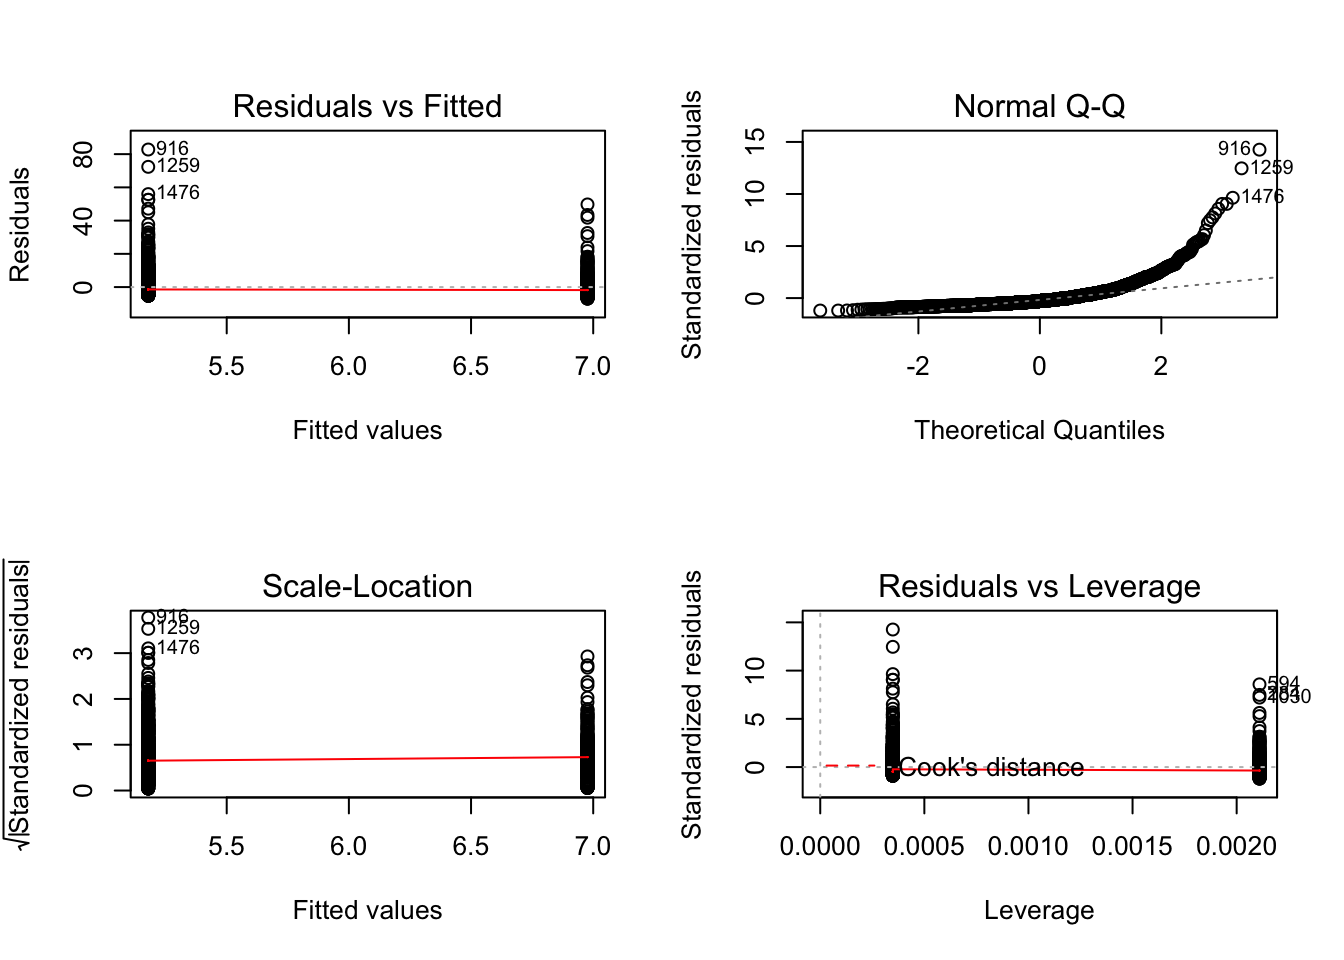 Residuals vs Fitted
Residuals
0
40
80
916
1259
1476
5.5 6.0 6.5 7.0
Fitted values
Normal Q-Q
Standardized residuals
0
5
10
15
916
1259
1476
-2 0 2
Theoretical Quantiles
Scale-Location
√|Standardized residuals|
0
1
2
3
916
1259
1476
5.5 6.0 6.5 7.0
Fitted values
Residuals vs Leverage
Standardized residuals
0
5
10
594
Cook's distance
0.0000 0.0005 0.0010 0.0015 0.0020
Leverage